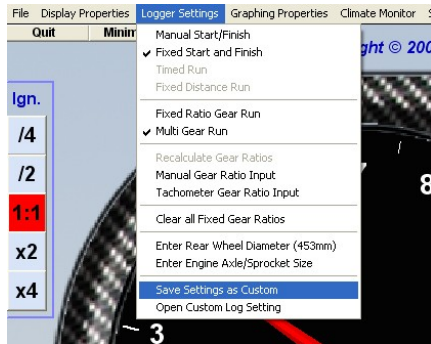 File Display Properties Logger Settings Graphing Properties Climate Monitor
Quit Minim
ght © 200
Manual Start/Finish
Fixed Start and Finish
Timed Run
Fixed Distance Run
Fixed Ratio Gear Run
Multi Gear Run
Recalculate Gear Ratios
Manual Gear Ratio Input
Tachometer Gear Ratio Input
Clear all Fixed Gear Ratios
Enter Rear Wheel Diameter (453mm)
Enter Engine Axle/Sprocket Size
Save Settings as Custom
Open Custom Log Setting
Ign.
/4
/2
1:1
x2
x4
3
7
8